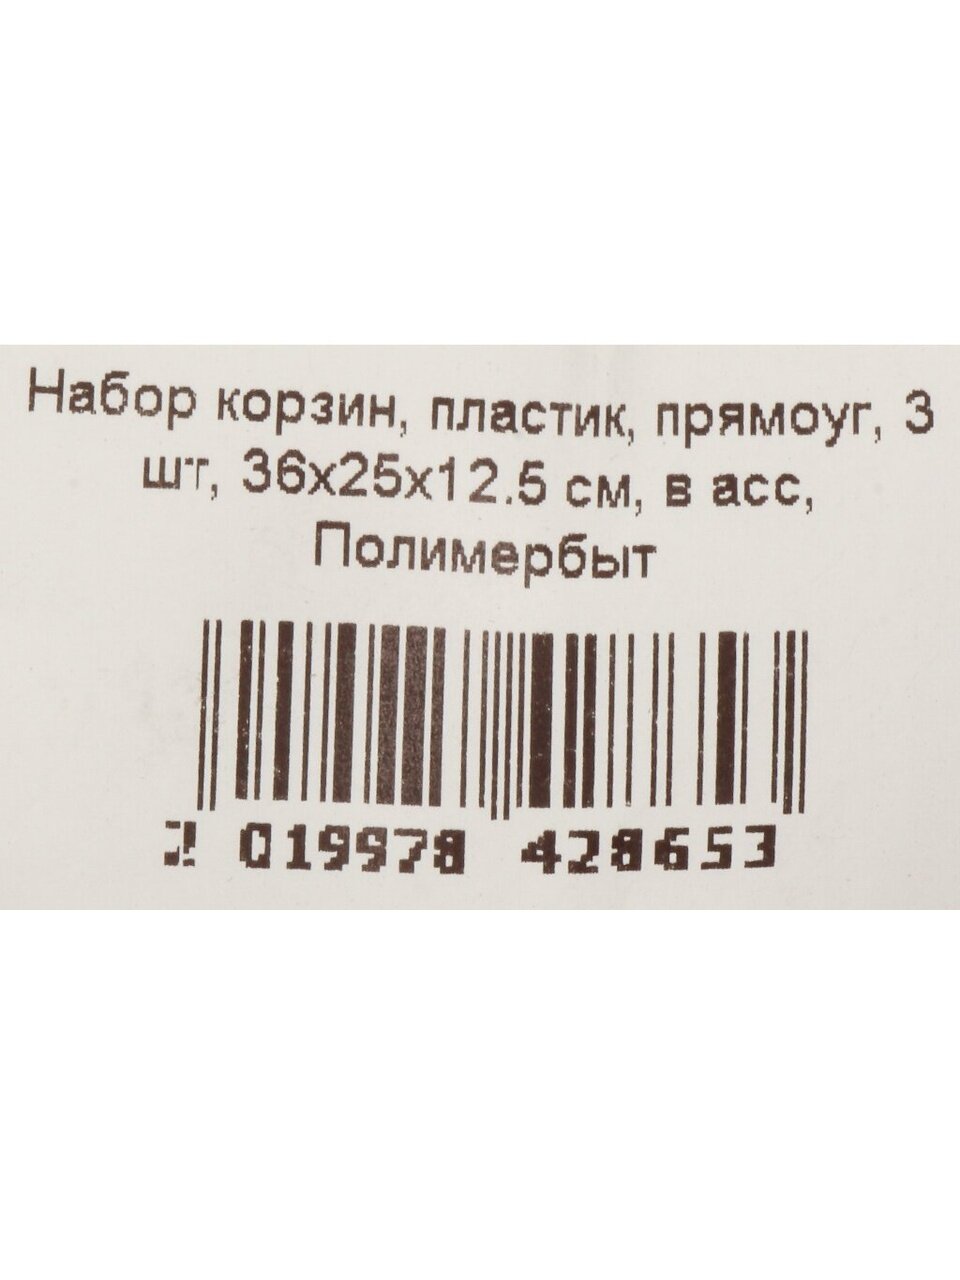 Набор корзин, пластик, прямоуг, 3
шт, 36х25х12.5 см, в асс,
Полимербыт
2 019978 428653